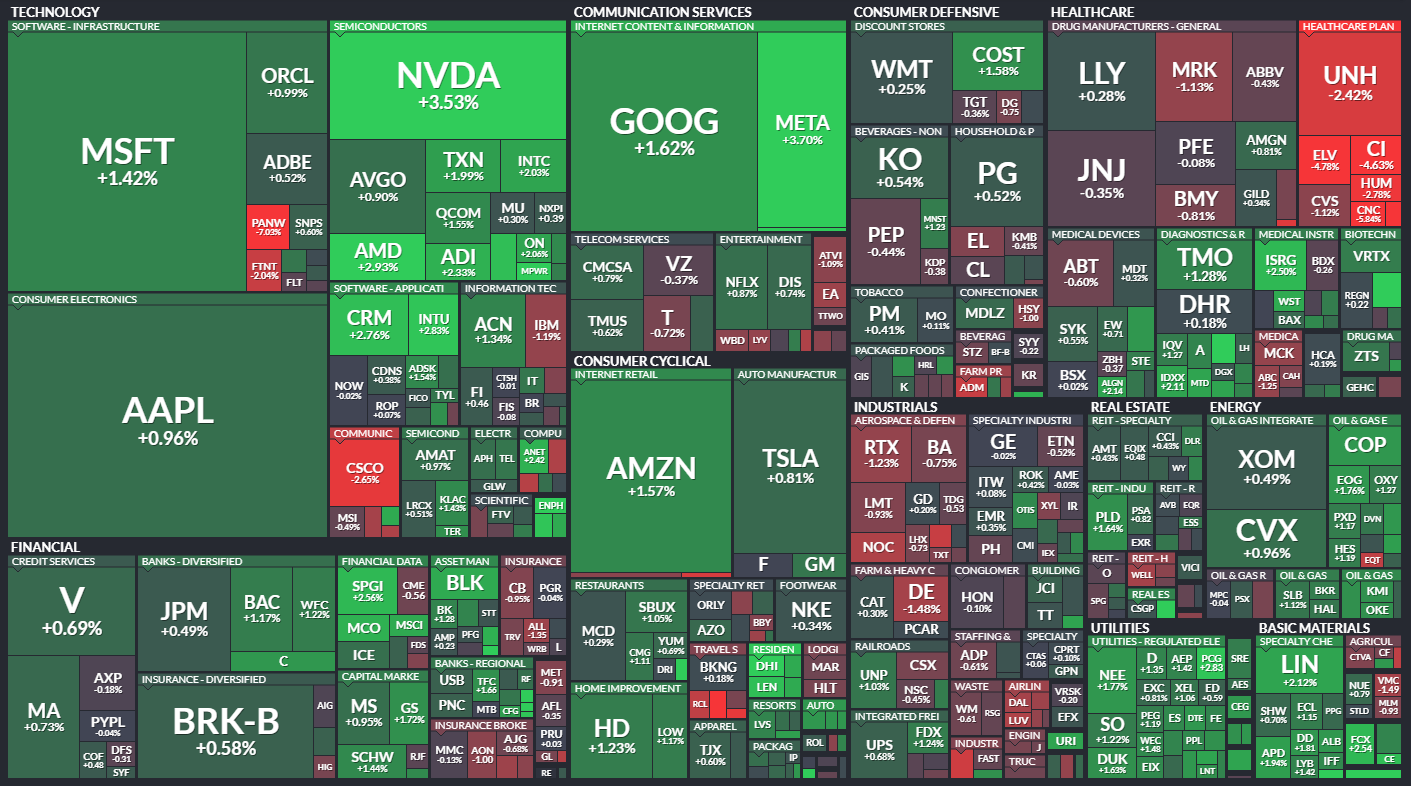 TECHNOLOGY
SOFTWARE - INFRASTRUCTURE
MSFT
+1.42%
ORCL
+0.99%
ADBE
+0.52%
PANW
-7.03%
SNPS
+0.60%
FTNT
-2.04%
FLT
CONSUMER ELECTRONICS
AAPL
+0.96%
SEMICONDUCTORS
NVDA
+3.53%
AVGO
+0.90%
TXN
+1.99%
INTC
+2.03%
QCOM
+1.55%
MU
+0.30%
NXPI
+0.39
AMD
+2.93%
ADI
+2.33%
ON
+2.06%
MPWR
SOFTWARE - APPLICATI
CRM
+2.76%
INTU
+2.83%
NOW
-0.02%
CDNS
+0.38%
ADSK
+1.54%
ROP
+0.07%
FICO
TYL
INFORMATION TEC
ACN
+1.34%
IBM
-1.19%
FI
+0.46
CTSH
-0.01
IT
FIS
-0.08
BR
COMMUNIC
CSCO
-2.65%
MSI
-0.49%
SEMICOND
AMAT
+0.97%
LRCX
+0.51%
KLAC
+1.43%
TER
ELECTR
APH
TEL
GLW
COMPU
ANET
+2.42
SCIENTIFIC
FTV
ENPH
COMMUNICATION SERVICES
INTERNET CONTENT & INFORMATION
GOOG
+1.62%
META
+3.70%
TELECOM SERVICES
CMCSA
+0.79%
VZ
-0.37%
TMUS
+0.62%
T
-0.72%
ENTERTAINMENT
NFLX
+0.87%
DIS
+0.74%
WBD
LYV
ATVI
-1.09%
EA
TTWO
CONSUMER CYCLICAL
INTERNET RETAIL
AMZN
+1.57%
AUTO MANUFACTUR
TSLA
+0.81%
F
GM
RESTAURANTS
MCD
+0.29%
SBUX
+1.05%
CMG
+1.11
YUM
+0.69%
DRI
SPECIALTY RET
ORLY
AZO
BBY
FOOTWEAR
NKE
+0.34%
TRAVEL S
BKNG
+0.18%
RCL
RESIDEN
DHI
LEN
LODGI
MAR
HLT
HOME IMPROVEMENT
HD
+1.23%
LOW
+1.17%
APPAREL
TJX
+0.60%
RESORTS
LVS
AUTO
ROL
PACKAG
IP
CONSUMER DEFENSIVE
DISCOUNT STORES
WMT
+0.25%
COST
+1.58%
TGT
-0.36%
DG
-0.75
BEVERAGES - NON
KO
+0.54%
PEP
-0.44%
MNST
+1.23
KDP
-0.38
HOUSEHOLD & P
PG
+0.52%
EL
KMB
-0.41%
CL
TOBACCO
PM
+0.41%
MO
+0.11%
CONFECTIONER
MDLZ
HSY
-1.00
BEVERAG
STZ
BF-B
SYY
-0.22
PACKAGED FOODS
GIS
HRL
K
FARM PR
ADM
KR
HEALTHCARE
DRUG MANUFACTURERS - GENERAL
LLY
+0.28%
MRK
-1.13%
ABBV
-0.43%
JNJ
-0.35%
PFE
-0.08%
AMGN
+0.81%
BMY
-0.81%
GILD
+0.34%
HEALTHCARE PLAN
UNH
-2.42%
ELV
-4.78%
CI
-4.63%
HUM
-2.78%
CVS
-1.12%
CNC
-5.84%
MEDICAL DEVICES
ABT
-0.60%
MDT
+0.32%
SYK
+0.55%
EW
+0.71
ZBH
-0.37
STE
BSX
+0.02%
ALGN
+2.14
DIAGNOSTICS & R
TMO
+1.28%
DHR
+0.18%
IQV
+1.27
A
LH
IDXX
+2.11
MTD
DGX
MEDICAL INSTR
ISRG
+2.50%
BDX
-0.26
WST
BAX
BIOTECHN
VRTX
REGN
+0.22
MEDICA
MCK
ABC
-1.25
CAH
HCA
+0.19%
DRUG MA
ZTS
GEHC
INDUSTRIALS
AEROSPACE & DEFEN
RTX
-1.23%
BA
-0.75%
LMT
-0.93%
GD
+0.20%
TDG
-0.53
NOC
LHX
-0.73
TXT
SPECIALTY INDUSTRI
GE
-0.02%
ETN
-0.52%
ITW
+0.08%
ROK
+0.42%
AME
-0.03%
EMR
+0.35%
OTIS
XYL
IR
PH
CMI
IEX
FARM & HEAVY C
CAT
+0.30%
DE
-1.48%
PCAR
CONGLOMER
HON
-0.10%
BUILDING
JCI
TT
RAILROADS
UNP
+1.03%
CSX
NSC
-0.45%
STAFFING &
ADP
-0.61%
SPECIALTY
CTAS
+0.06
CPRT
+0.10%
GPN
WASTE
WM
-0.61
RSG
AIRLIN
DAL
LUV
VRSK
-0.20
EFX
INTEGRATED FREI
UPS
+0.68%
FDX
+1.24%
INDUSTR
FAST
ENGIN
J
TRUC
URI
REAL ESTATE
REIT - SPECIALTY
AMT
+0.43%
EQIX
+0.48
CCI
+0.43%
DLR
WY
REIT - INDU
PLD
+1.64%
PSA
+0.82
EXR
REIT - R
AVB
EQR
ESS
REIT -
O
SPG
REIT - H
WELL
VICI
REAL ES
CSGP
ENERGY
OIL & GAS INTEGRATE
XOM
+0.49%
CVX
+0.96%
OIL & GAS E
COP
EOG
+1.76%
OXY
+1.27
PXD
+1.17
DVN
HES
+1.19
EQT
OIL & GAS R
MPC
-0.04
PSX
OIL & GAS
SLB
+1.12%
BKR
HAL
OIL & GAS
KMI
OKE
UTILITIES
UTILITIES - REGULATED ELE
NEE
+1.77%
D
+1.35
AEP
+1.42
PCG
+2.83
EXC
+0.81%
XEL
+1.06
ED
+0.59
SO
+1.22%
PEG
+1.19
ES
DTE
FE
WEC
+1.48
PPL
DUK
+1.63%
EIX
LNT
SRE
AES
CEG
BASIC MATERIALS
SPECIALTY CHE
LIN
+2.12%
SHW
+0.70%
ECL
+1.15
PPG
APD
+1.94%
DD
+1.81
ALB
LYB
+1.42
IFF
AGRICUL
CTVA
CF
NUE
+0.79
VMC
-1.49
STLD
MLM
-0.93
FCX
+2.54
CE
FINANCIAL
CREDIT SERVICES
V
+0.69%
MA
+0.73%
AXP
-0.18%
PYPL
-0.04%
COF
+0.48
DFS
-0.31
SYF
BANKS - DIVERSIFIED
JPM
+0.49%
BAC
+1.17%
WFC
+1.22%
C
INSURANCE - DIVERSIFIED
BRK-B
+0.58%
AIG
HIG
FINANCIAL DATA
SPGI
+2.56%
CME
-0.56
MCO
MSCI
ICE
FDS
CAPITAL MARKE
MS
+0.95%
GS
+1.72%
SCHW
+1.44%
RJF
ASSET MAN
BLK
BK
+1.28
STT
AMP
+0.23
PFG
INSURANCE
CB
-0.95%
PGR
-0.04%
TRV
ALL
-1.35
WRB
L
BANKS - REGIONAL
USB
TFC
+1.66
RF
PNC
MTB
CFG
MET
-0.91
AFL
-0.35
INSURANCE BROKE
MMC
-0.13%
AON
-1.00
AJG
-0.68%
PRU
+0.03
GL
RE